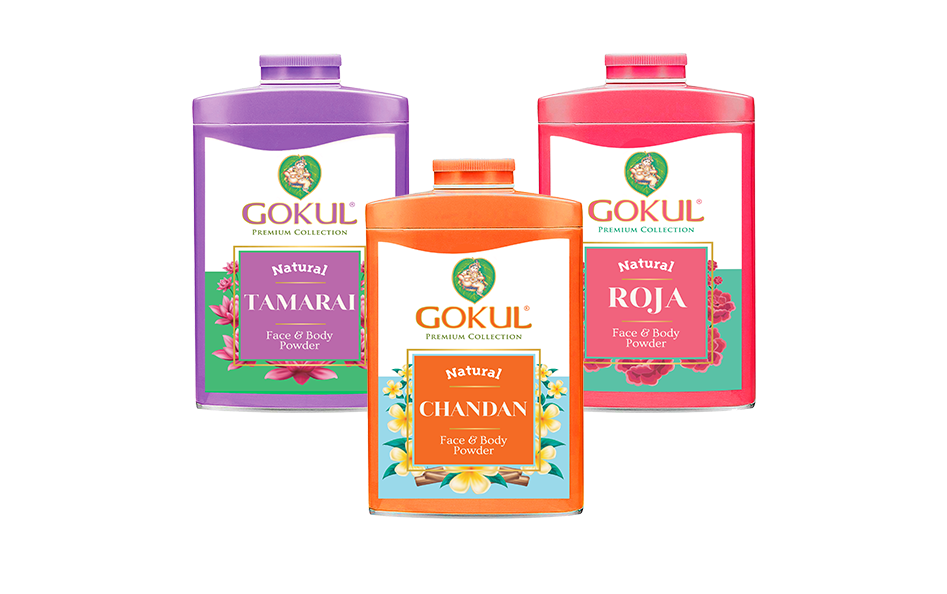 GOKUL®
PREMIUM COLLECTION
Natural
TAMARAI
Face & Body
Powder
GOKUL®
PREMIUM COLLECTION
Natural
CHANDAN
Face & Body
Powder
GOKUL®
PREMIUM COLLECTION
Natural
ROJA
Face & Body
Powder